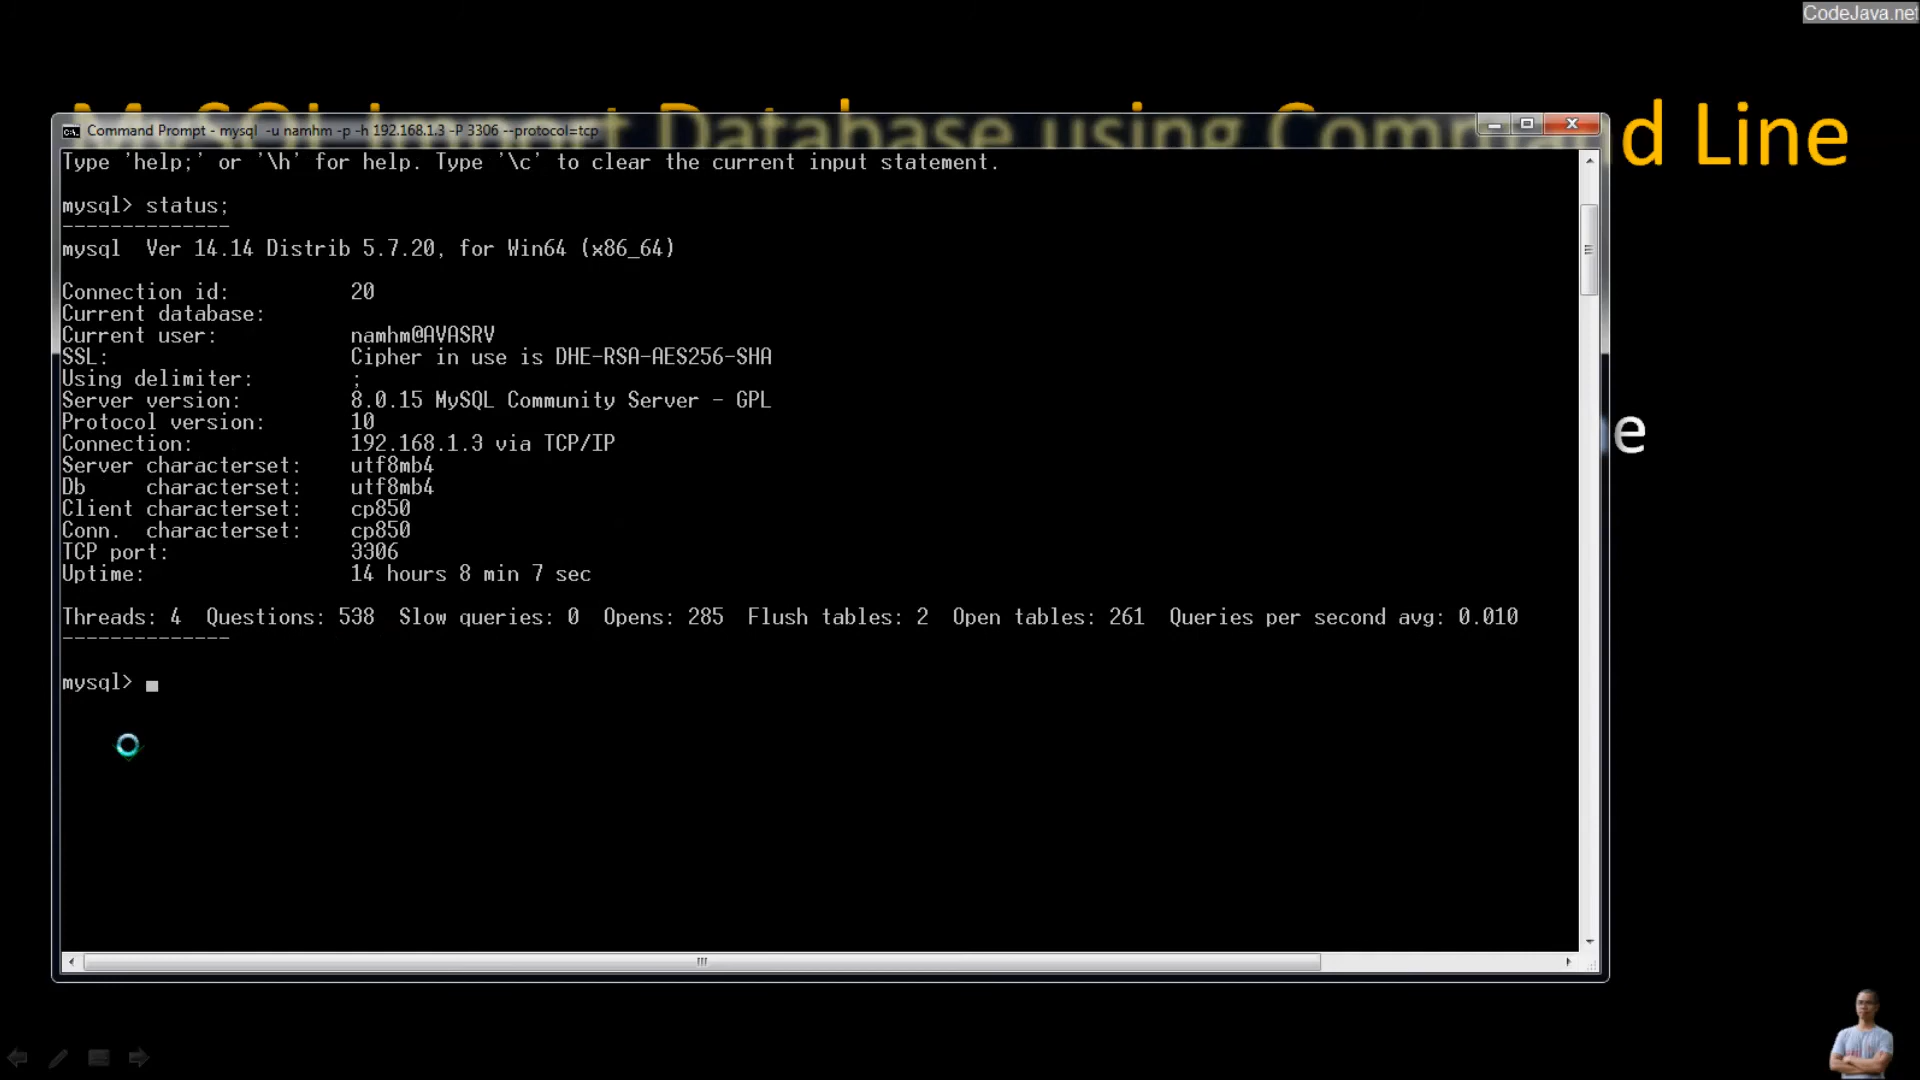 CodeJava.net
MySQL Import Database using Command Line
Command Prompt - mysql  -u namhm -p -h 192.168.1.3 -P 3306 --protocol=tcp
Type 'help;' or '\h' for help. Type '\c' to clear the current input statement.
mysql> status;
--------------
mysql  Ver 14.14 Distrib 5.7.20, for Win64 (x86_64)
Connection id:          20
Current database:
Current user:           namhm@AVASRV
SSL:                    Cipher in use is DHE-RSA-AES256-SHA
Using delimiter:        ;
Server version:         8.0.15 MySQL Community Server - GPL
Protocol version:       10
Connection:             192.168.1.3 via TCP/IP
Server characterset:    utf8mb4
Db     characterset:    utf8mb4
Client characterset:    cp850
Conn.  characterset:    cp850
TCP port:               3306
Uptime:                 14 hours 8 min 7 sec
Threads: 4  Questions: 538  Slow queries: 0  Opens: 285  Flush tables: 2  Open tables: 261  Queries per second avg: 0.010
--------------
mysql>
e